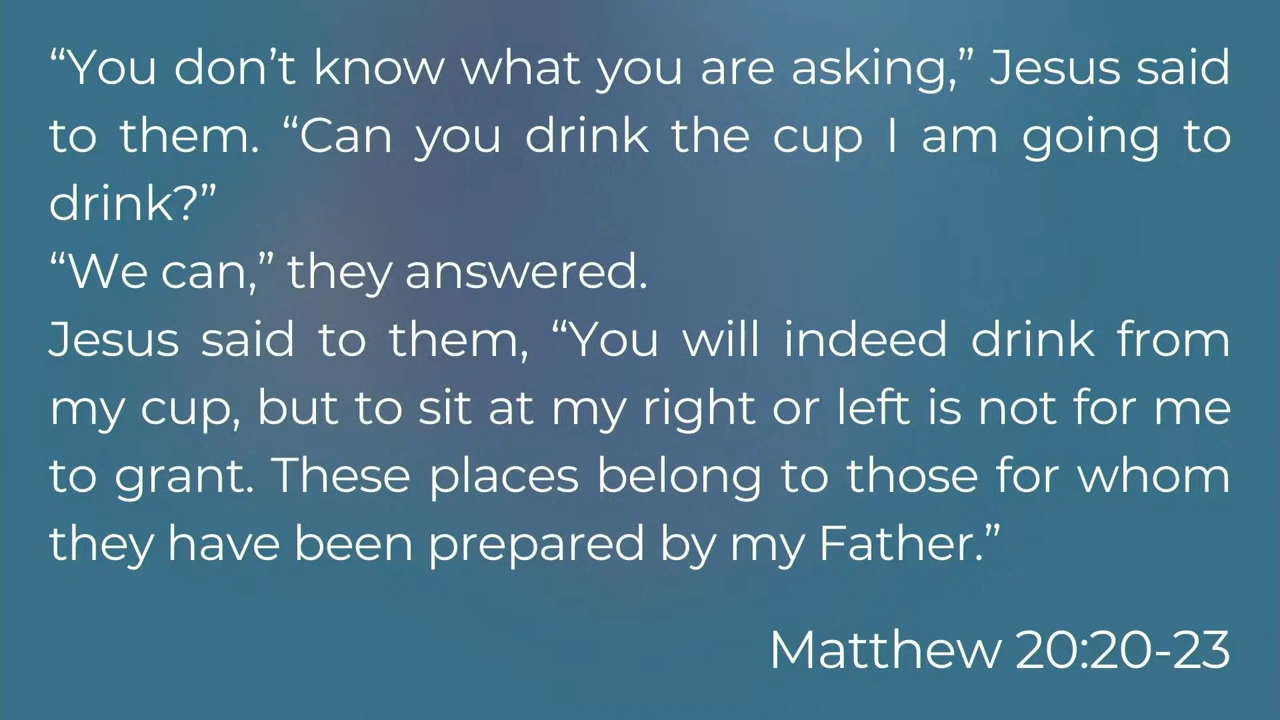 “You don’t know what you are asking,” Jesus said
to them. “Can you drink the cup I am going to
drink?”
“We can,” they answered.
Jesus said to them, “You will indeed drink from
my cup, but to sit at my right or left is not for me
to grant. These places belong to those for whom
they have been prepared by my Father.”
Matthew 20:20-23